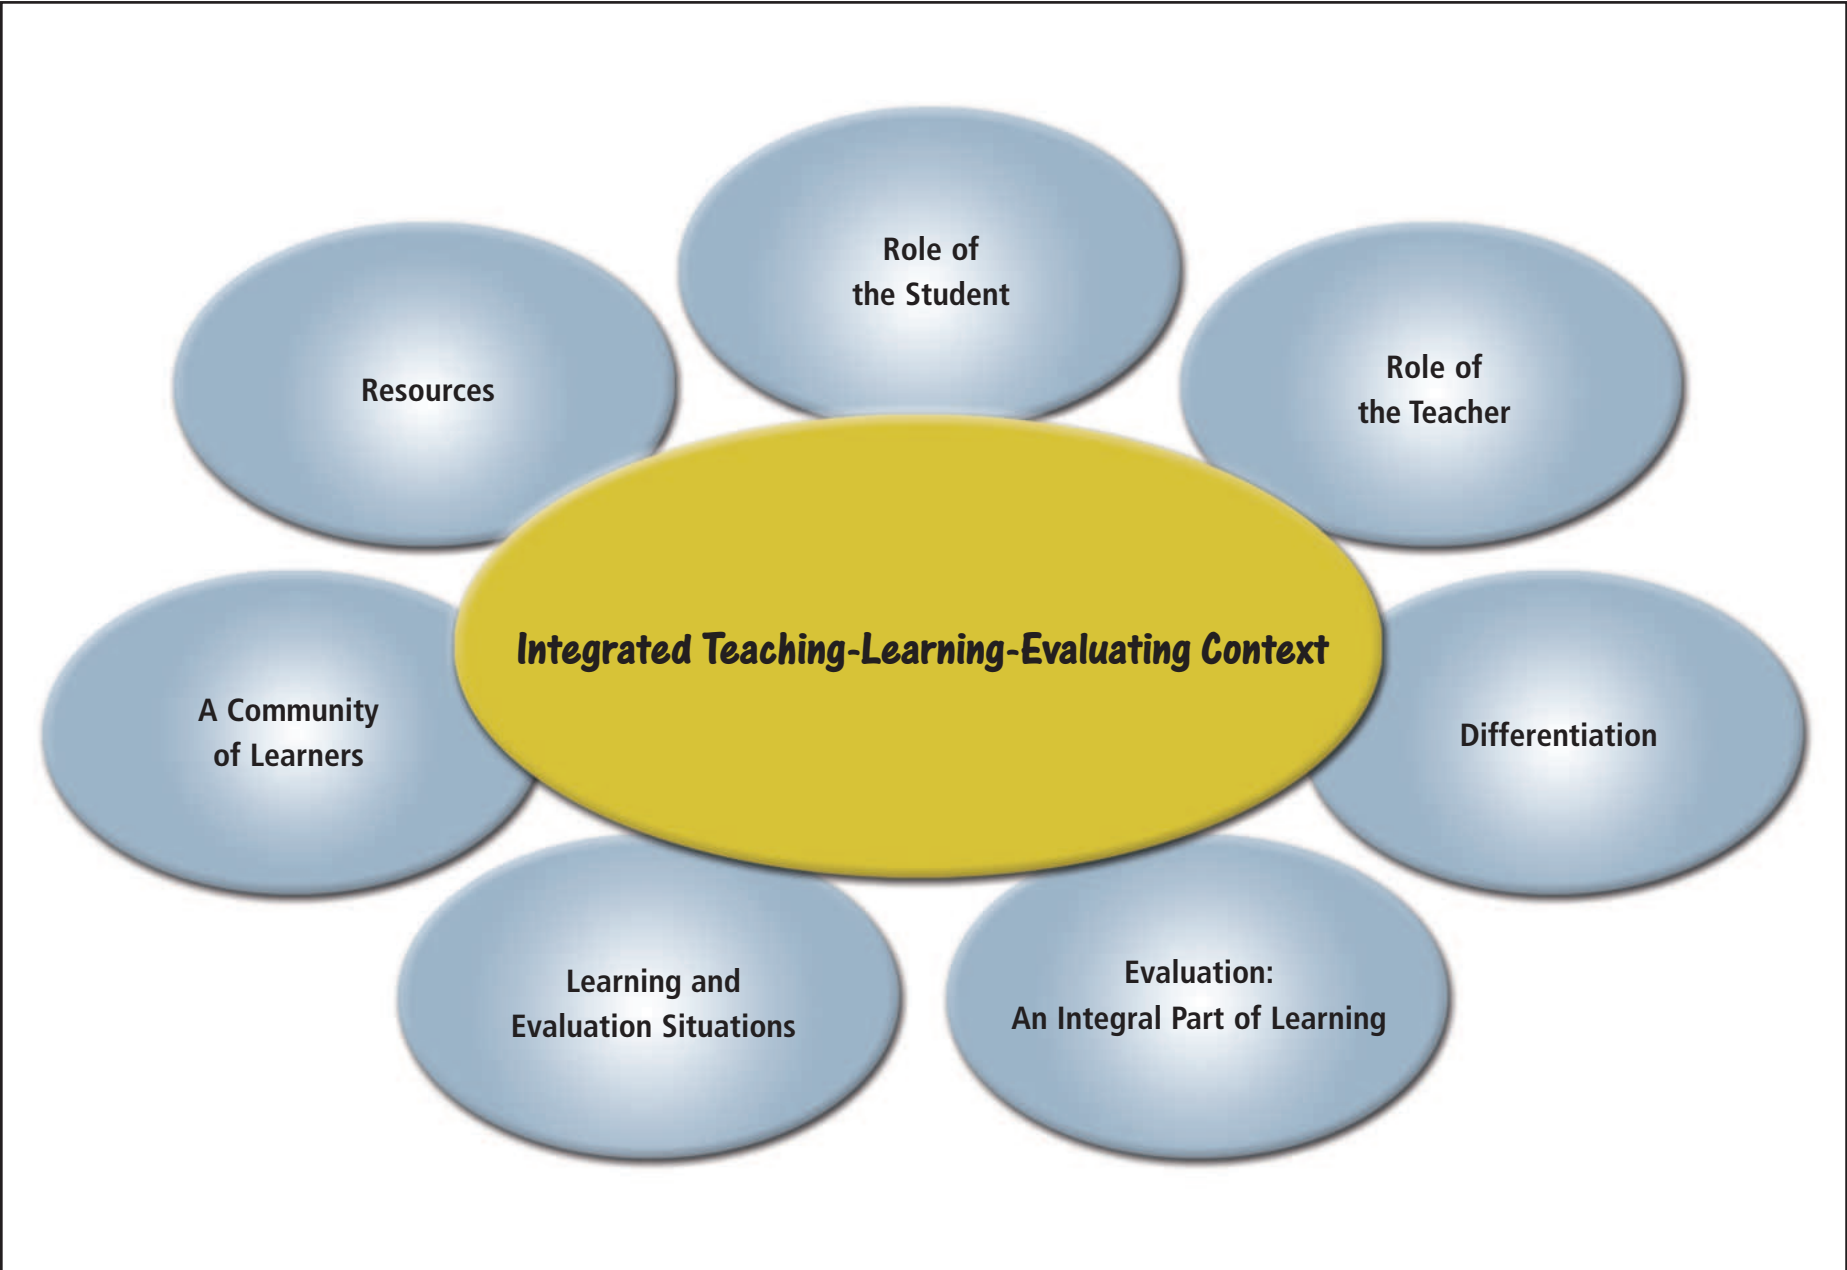 Role of
the Student
Resources
Role of
the Teacher
Integrated Teaching-Learning-Evaluating Context
A Community
of Learners
Differentiation
Learning and
Evaluation Situations
Evaluation:
An Integral Part of Learning